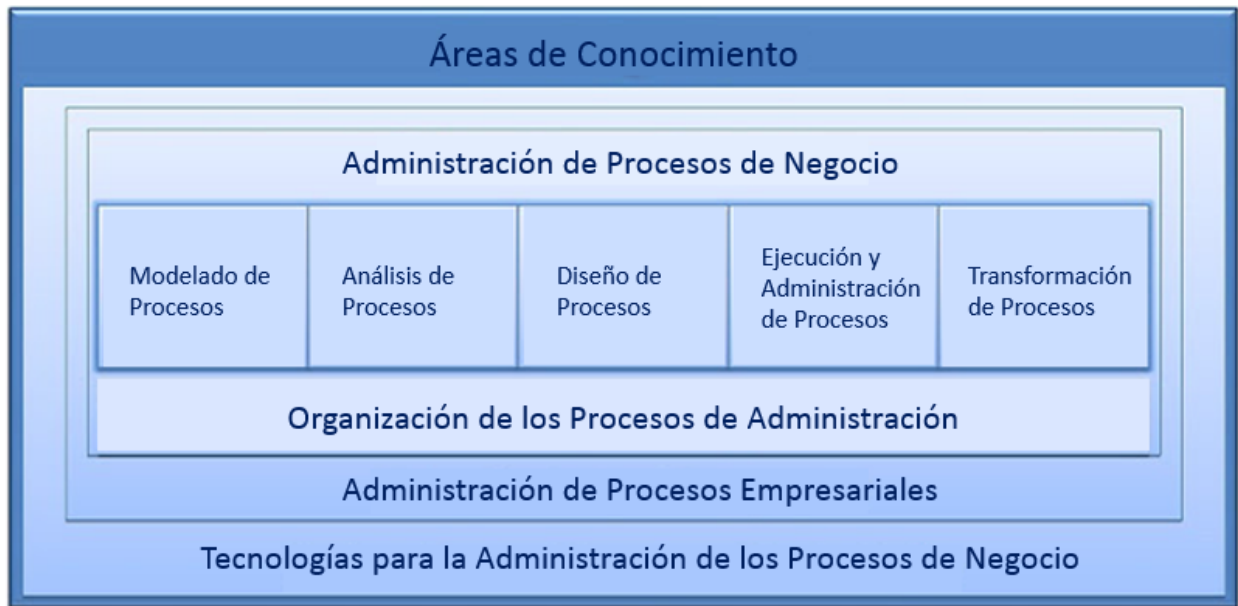 Áreas de Conocimiento
Administración de Procesos de Negocio
Modelado de
Procesos
Análisis de
Procesos
Diseño de
Procesos
Ejecución y
Administración
de Procesos
Transformación
de Procesos
Organización de los Procesos de Administración
Administración de Procesos Empresariales
Tecnologías para la Administración de los Procesos de Negocio